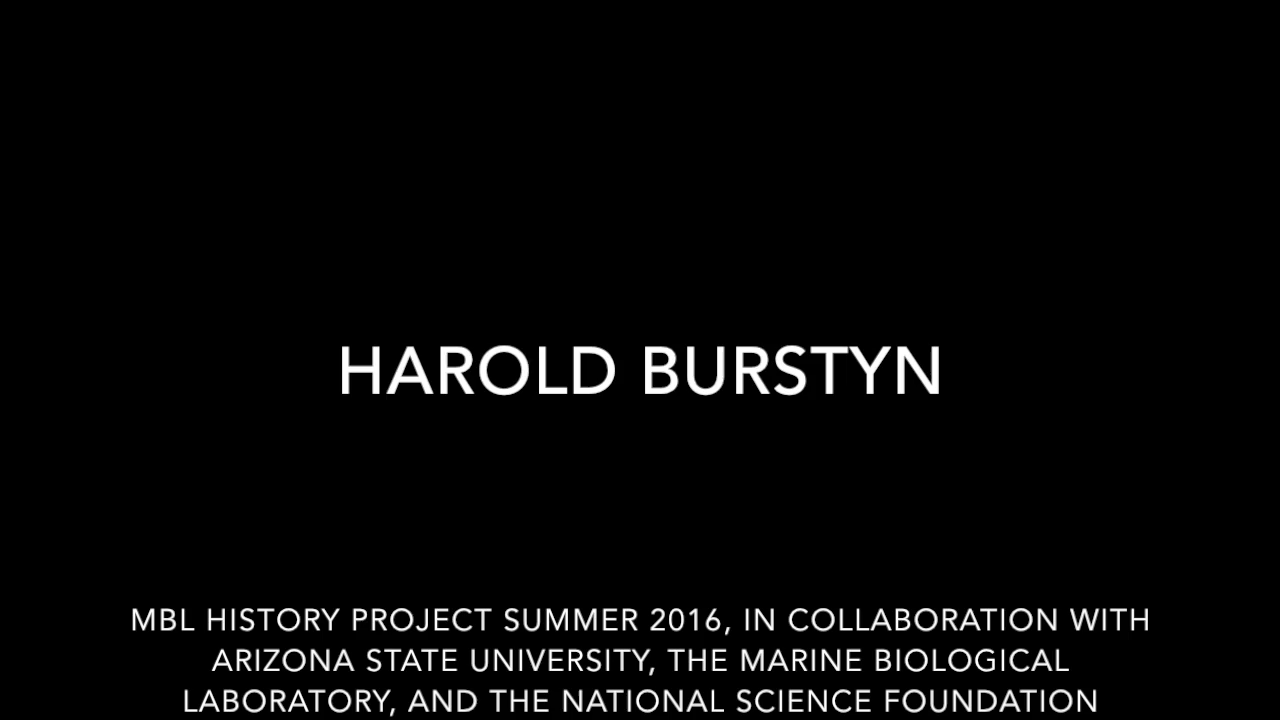 HAROLD BURSTYN
MBL HISTORY PROJECT SUMMER 2016, IN COLLABORATION WITH
ARIZONA STATE UNIVERSITY, THE MARINE BIOLOGICAL
LABORATORY, AND THE NATIONAL SCIENCE FOUNDATION